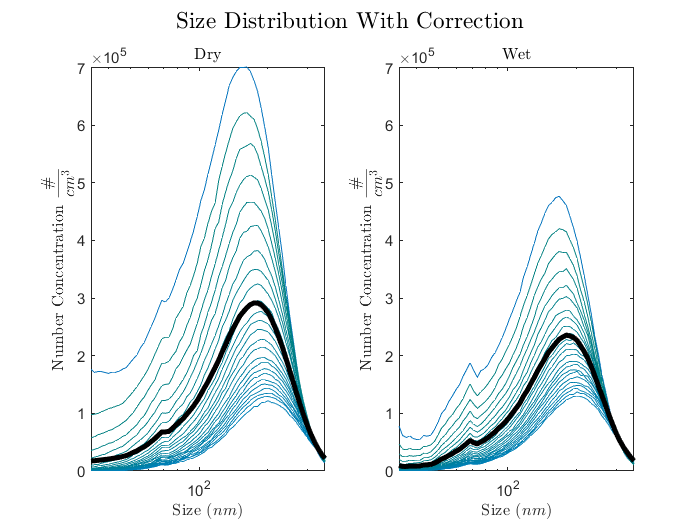 Size Distribution With Correction
Dry
×10^5
7
6
5
4
3
2
1
0
Number Concentration #/cm^3
10^2
Size (nm)
Wet
×10^5
7
6
5
4
3
2
1
0
Number Concentration #/cm^3
10^2
Size (nm)